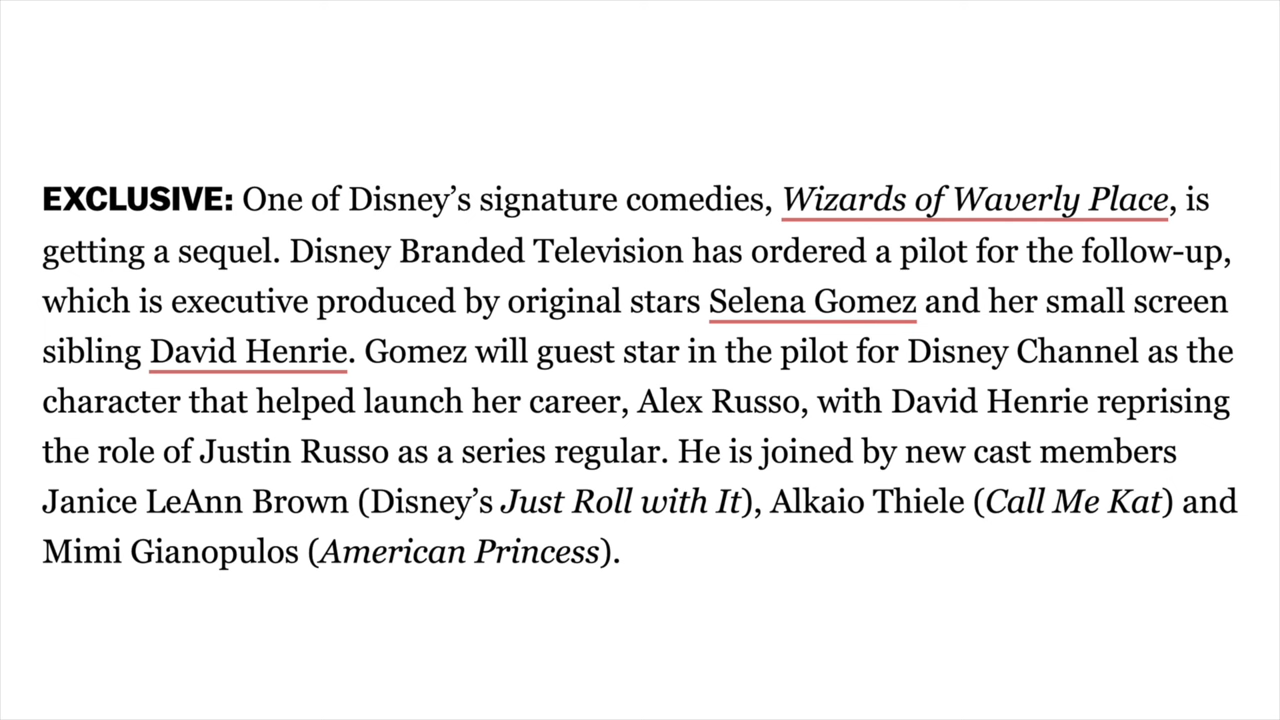 EXCLUSIVE: One of Disney’s signature comedies, Wizards of Waverly Place, is
getting a sequel. Disney Branded Television has ordered a pilot for the follow-up,
which is executive produced by original stars Selena Gomez and her small screen
sibling David Henrie. Gomez will guest star in the pilot for Disney Channel as the
character that helped launch her career, Alex Russo, with David Henrie reprising
the role of Justin Russo as a series regular. He is joined by new cast members
Janice LeAnn Brown (Disney’s Just Roll with It), Alkaio Thiele (Call Me Kat) and
Mimi Gianopulos (American Princess).